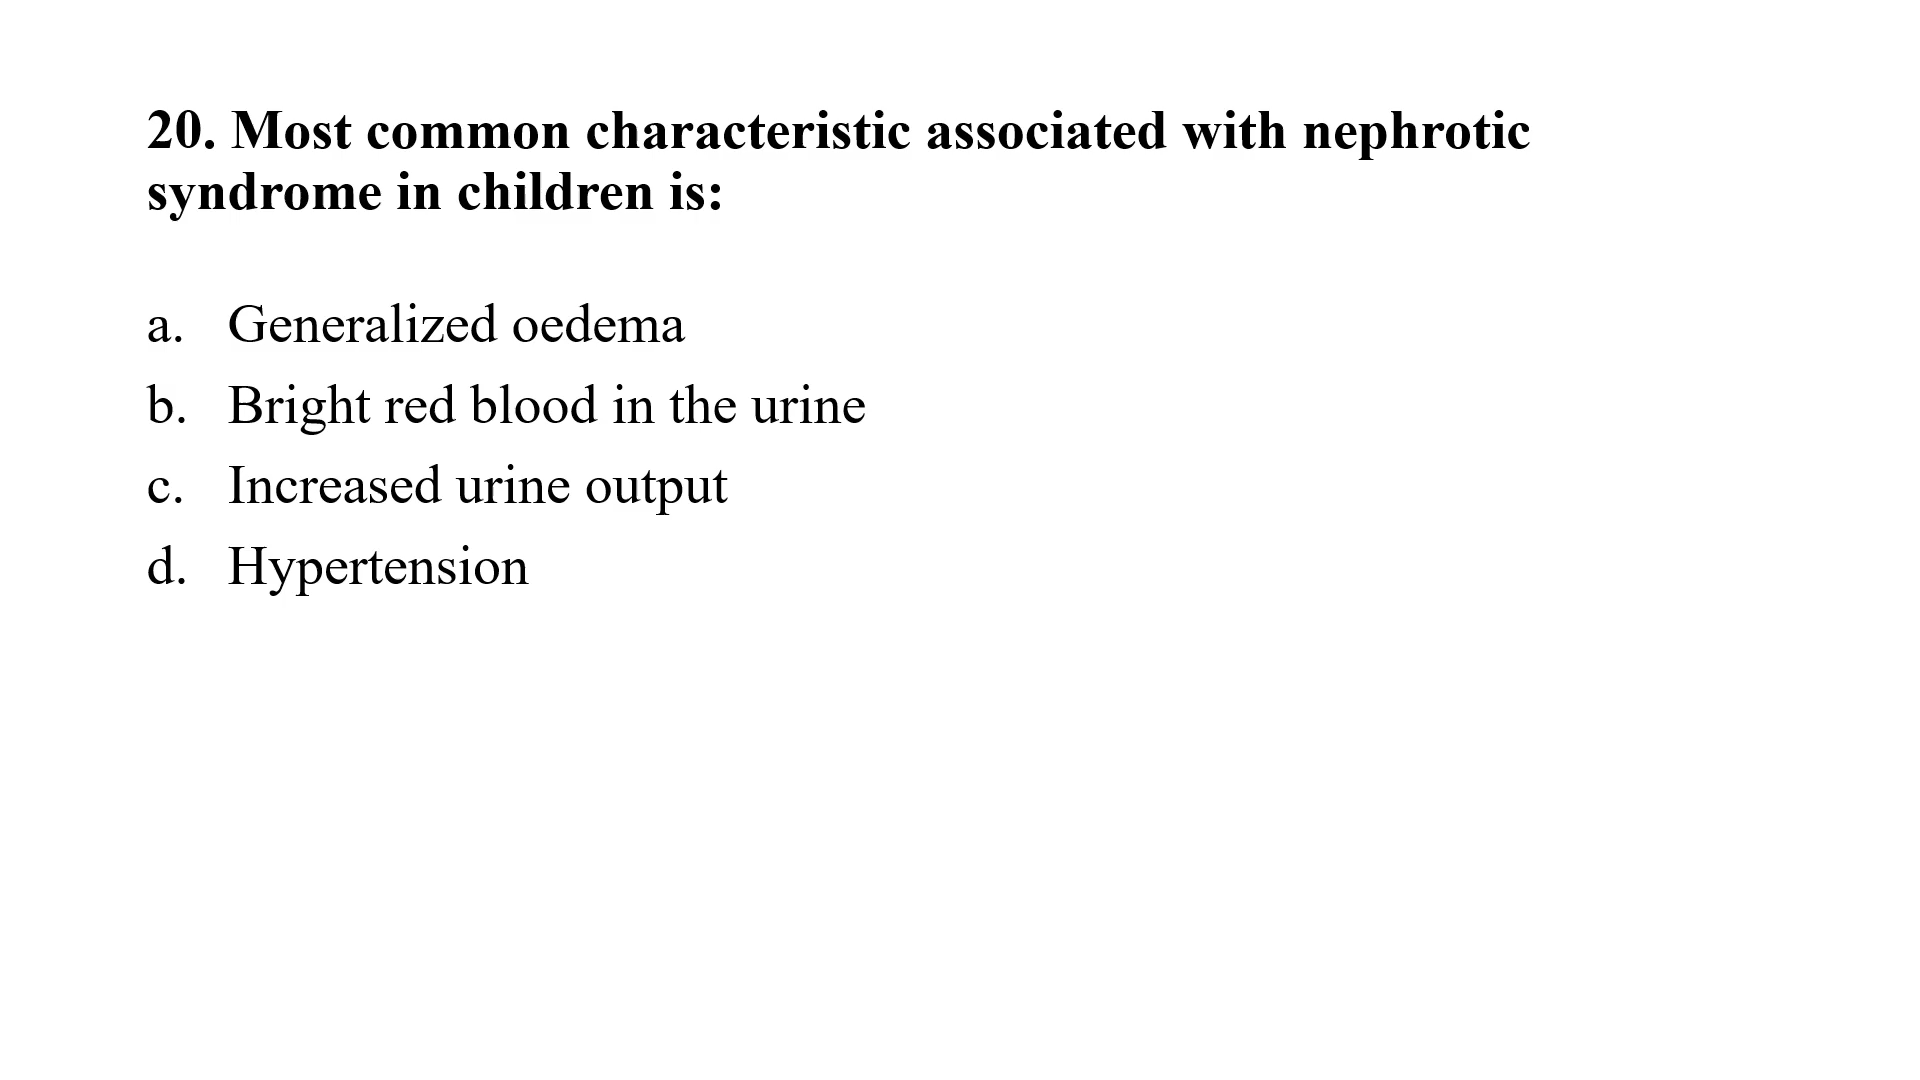 20. Most common characteristic associated with nephrotic
syndrome in children is:
a. Generalized oedema
b. Bright red blood in the urine
c. Increased urine output
d. Hypertension